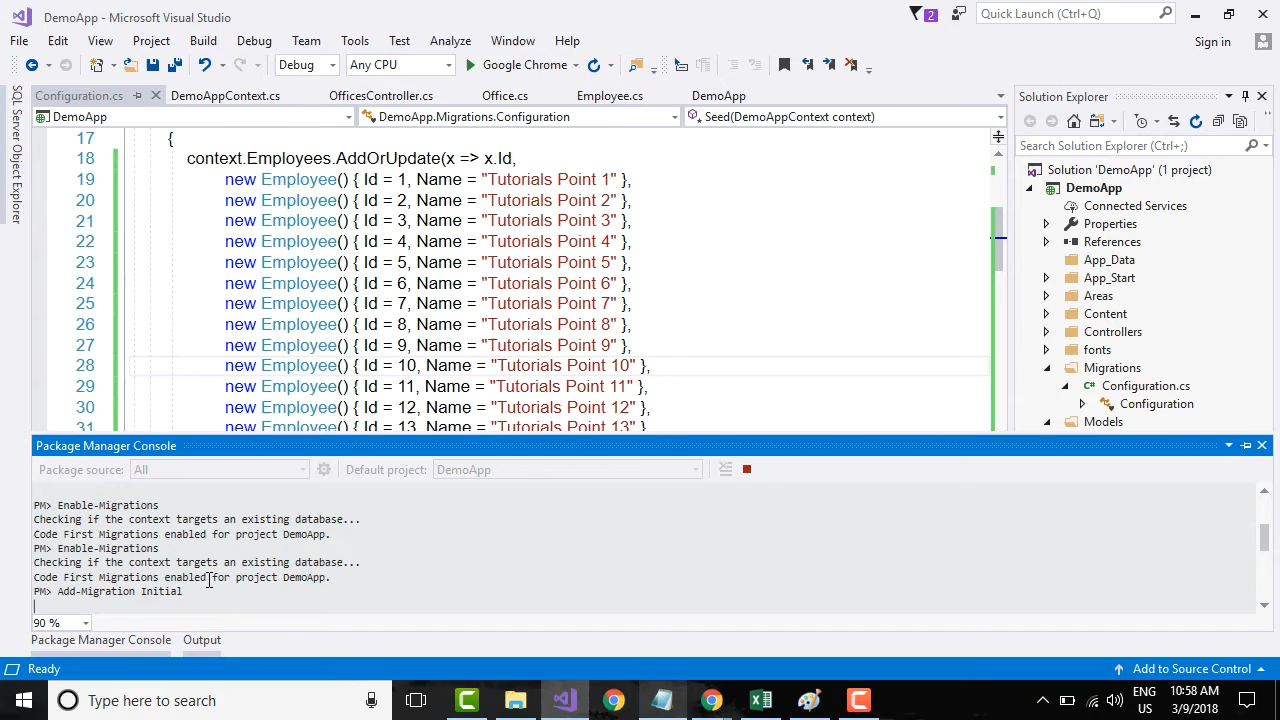 DemoApp - Microsoft Visual Studio
2
Quick Launch (Ctrl+Q)
File Edit View Project Build Debug Team Tools Test Analyze Window Help
Sign in
Debug Any CPU Google Chrome
Configuration.cs DemoAppContext.cs OfficesController.cs Office.cs Employee.cs DemoApp
DemoApp DemoApp.Migrations.Configuration Seed(DemoAppContext context)
SQL Server Object Explorer
17 {
18 context.Employees.AddOrUpdate(x => x.Id,
19 new Employee() { Id = 1, Name = "Tutorials Point 1" },
20 new Employee() { Id = 2, Name = "Tutorials Point 2" },
21 new Employee() { Id = 3, Name = "Tutorials Point 3" },
22 new Employee() { Id = 4, Name = "Tutorials Point 4" },
23 new Employee() { Id = 5, Name = "Tutorials Point 5" },
24 new Employee() { Id = 6, Name = "Tutorials Point 6" },
25 new Employee() { Id = 7, Name = "Tutorials Point 7" },
26 new Employee() { Id = 8, Name = "Tutorials Point 8" },
27 new Employee() { Id = 9, Name = "Tutorials Point 9" },
28 new Employee() { Id = 10, Name = "Tutorials Point 10" },
29 new Employee() { Id = 11, Name = "Tutorials Point 11" },
30 new Employee() { Id = 12, Name = "Tutorials Point 12" },
31 new Employee() { Id = 13, Name = "Tutorials Point 13" },
Solution Explorer
Search Solution Explorer (Ctrl+;)
Solution 'DemoApp' (1 project)
DemoApp
Connected Services
Properties
References
App_Data
App_Start
Areas
Content
Controllers
fonts
Migrations
C# Configuration.cs
Configuration
Models
Package Manager Console
Package source: All Default project: DemoApp
PM> Enable-Migrations
Checking if the context targets an existing database...
Code First Migrations enabled for project DemoApp.
PM> Enable-Migrations
Checking if the context targets an existing database...
Code First Migrations enabled for project DemoApp.
PM> Add-Migration Initial
90 %
Package Manager Console Output
Ready
Add to Source Control
Type here to search
ENG
US
10:58 AM
3/9/2018